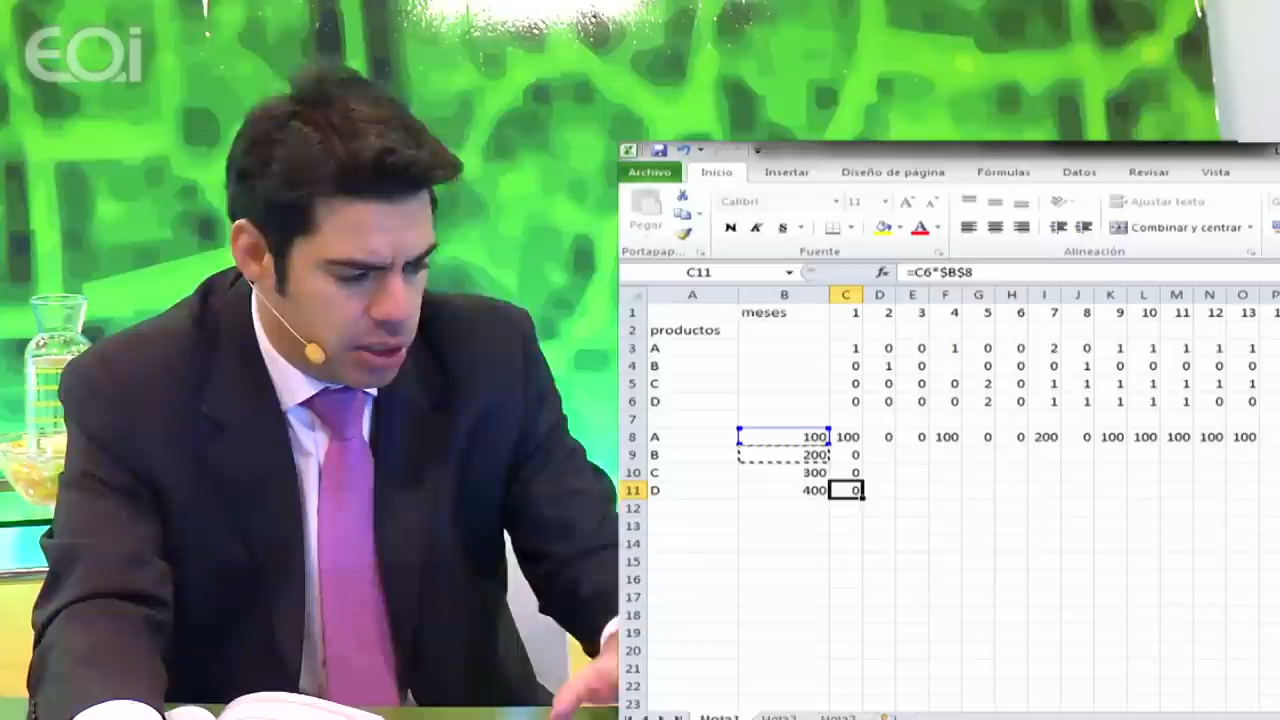 EOi
Archivo Inicio Insertar Diseño de página Fórmulas Datos Revisar Vista
Pegar Calibri 11 A A Ajustar texto
N K S A Combinar y centrar
Portapap... Fuente Alineación
C11 fx =C6*$B$8
A B C D E F G H I J K L M N O P
1 meses 1 2 3 4 5 6 7 8 9 10 11 12 13
2 productos
3 A 1 0 0 1 0 0 2 0 1 1 1 1 1
4 B 0 1 0 0 0 0 0 1 0 0 0 0 0
5 C 0 0 0 0 2 0 1 1 1 1 1 1 1
6 D 0 0 0 0 2 0 1 1 1 1 1 0 0
7
8 A 100 100 0 0 100 0 0 200 0 100 100 100 100 100
9 B 200 0
10 C 300 0
11 D 400 0
12
13
14
15
16
17
18
19
20
21
22
23
Hoja1 Hoja2 Hoja3